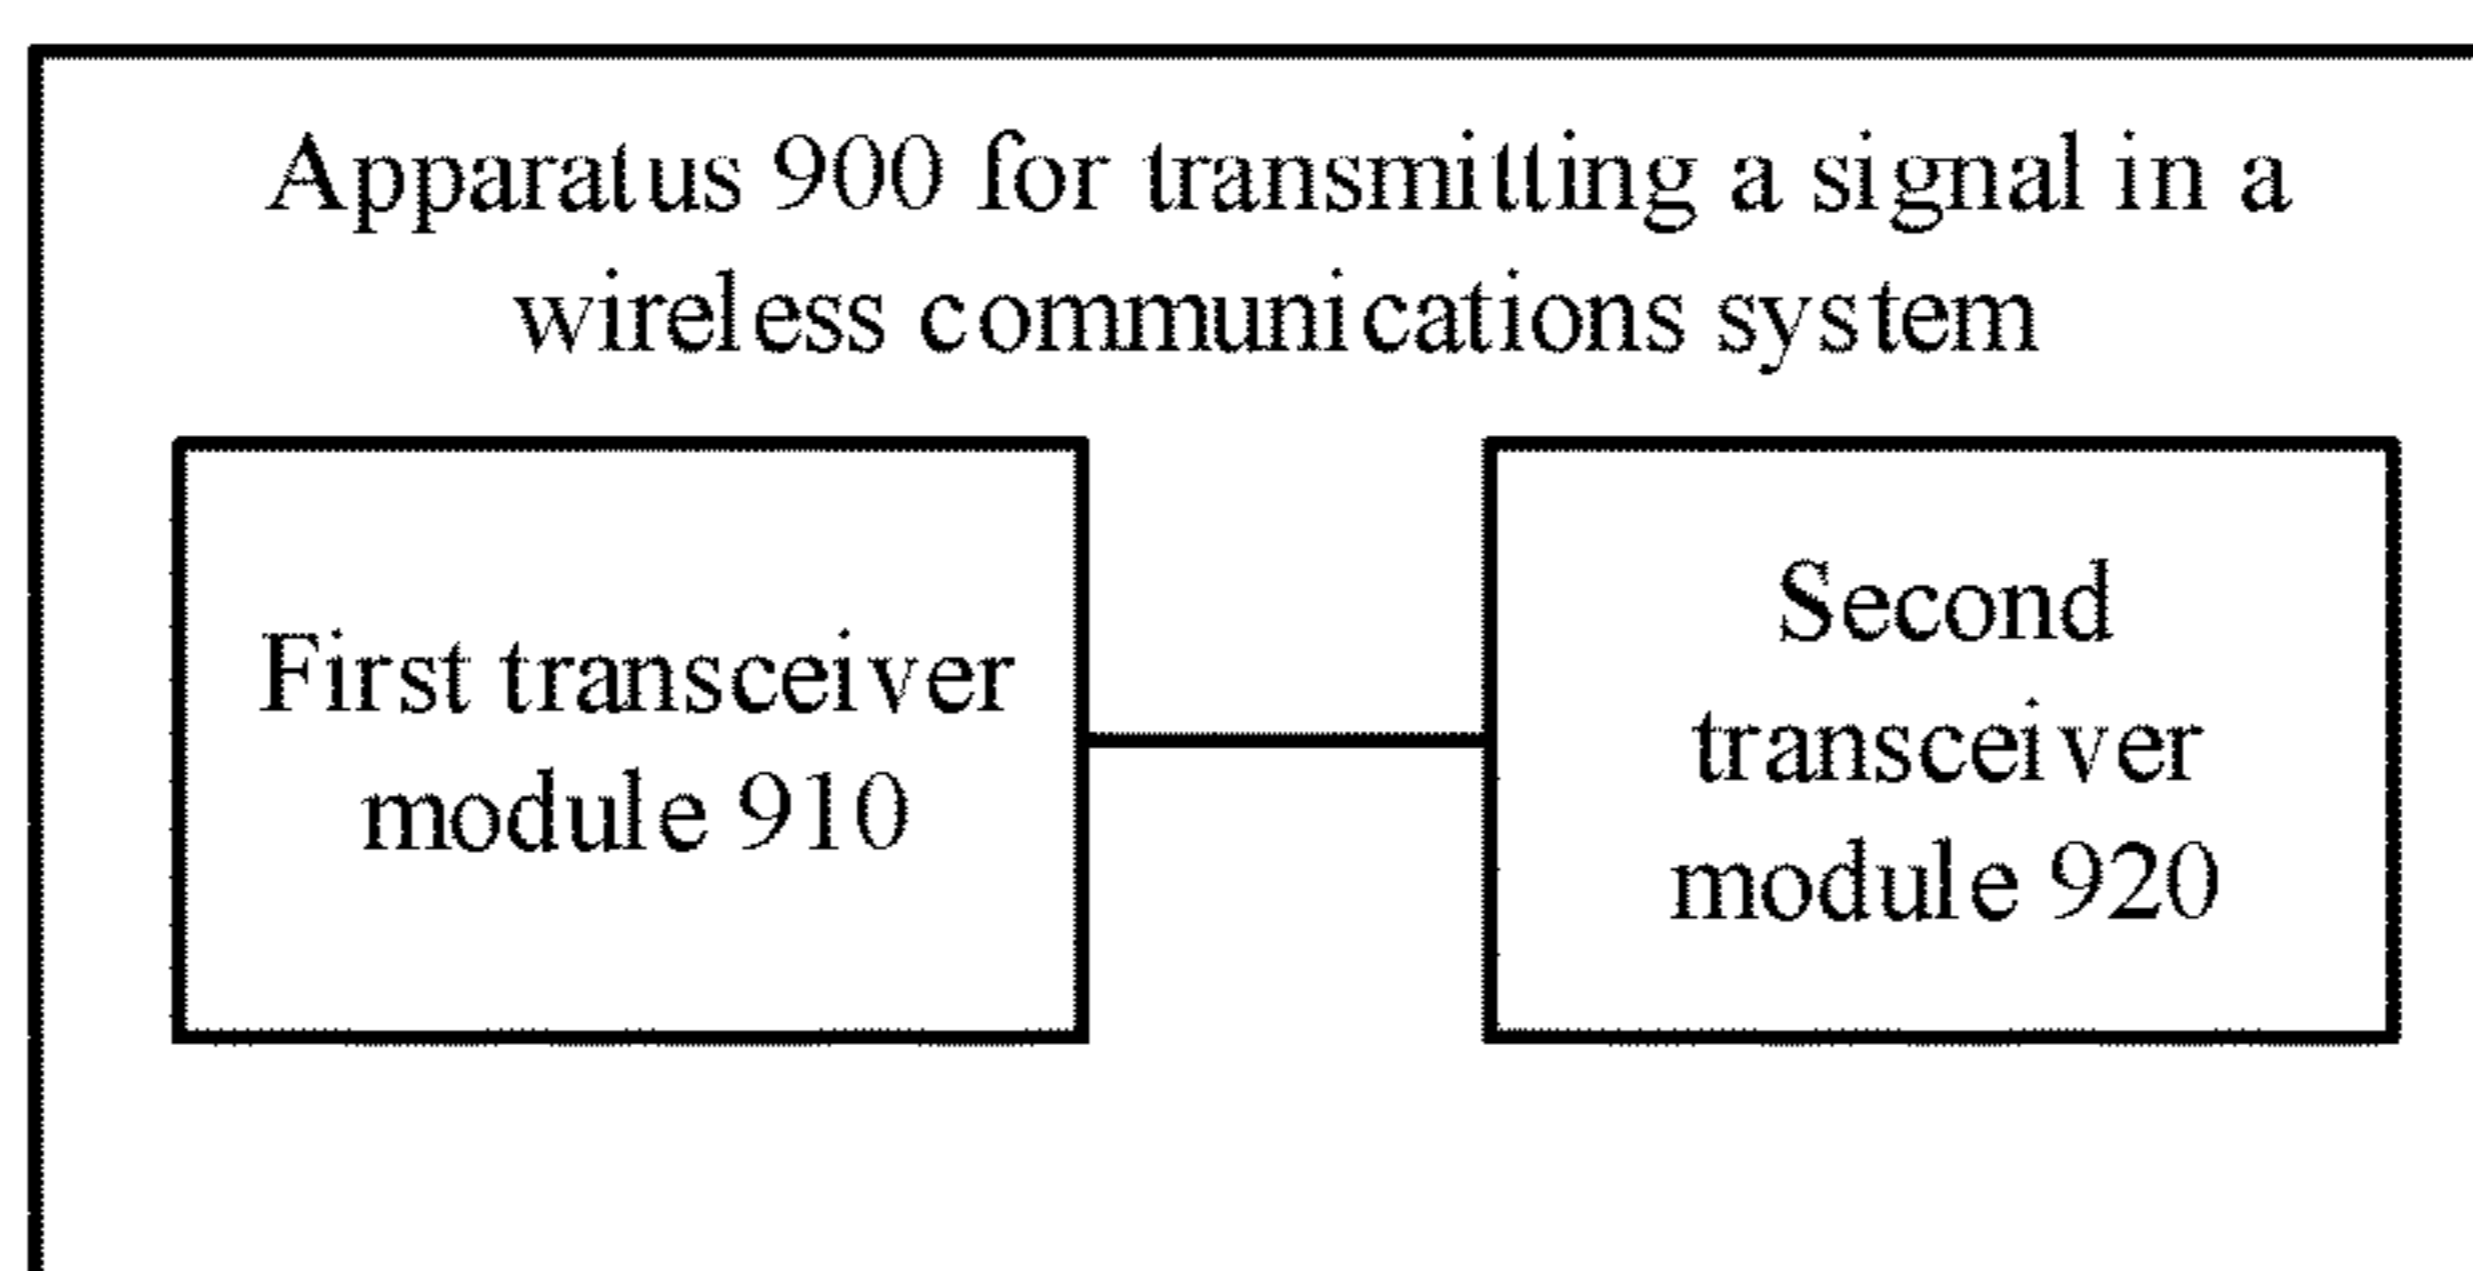 Apparatus 900 for transmitting a signal in a
wireless communications system
First transceiver
module 910
Second
transceiver
module 920